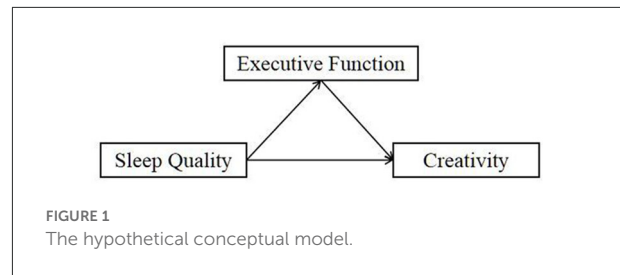 Executive Function
Sleep Quality
Creativity
FIGURE 1
The hypothetical conceptual model.